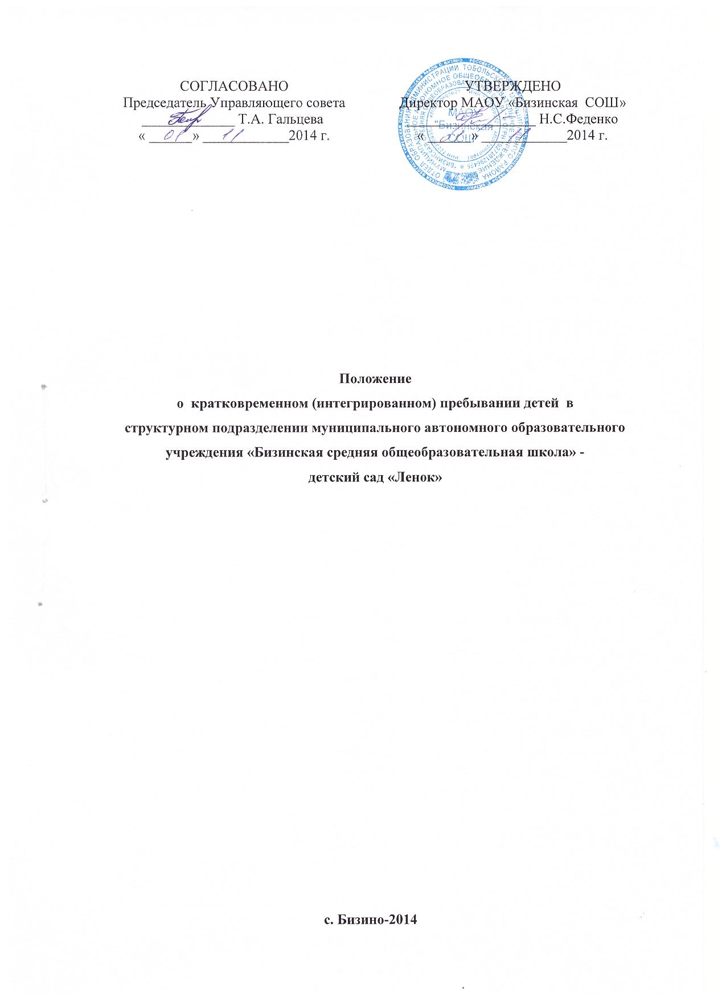 СОГЛАСОВАНО
Председатель Управляющего совета
_____________ Т.А. Гальцева
« 01 » 11 2014 г.
УТВЕРЖДЕНО
Директор МАОУ «Бизинская СОШ»
_____________ Н.С.Феденко
« » 11 2014 г.
МАОУ
"Бизинская
СОШ"
Положение
о кратковременном (интегрированном) пребывании детей в
структурном подразделении муниципального автономного образовательного
учреждения «Бизинская средняя общеобразовательная школа» -
детский сад «Ленок»
с. Бизино-2014